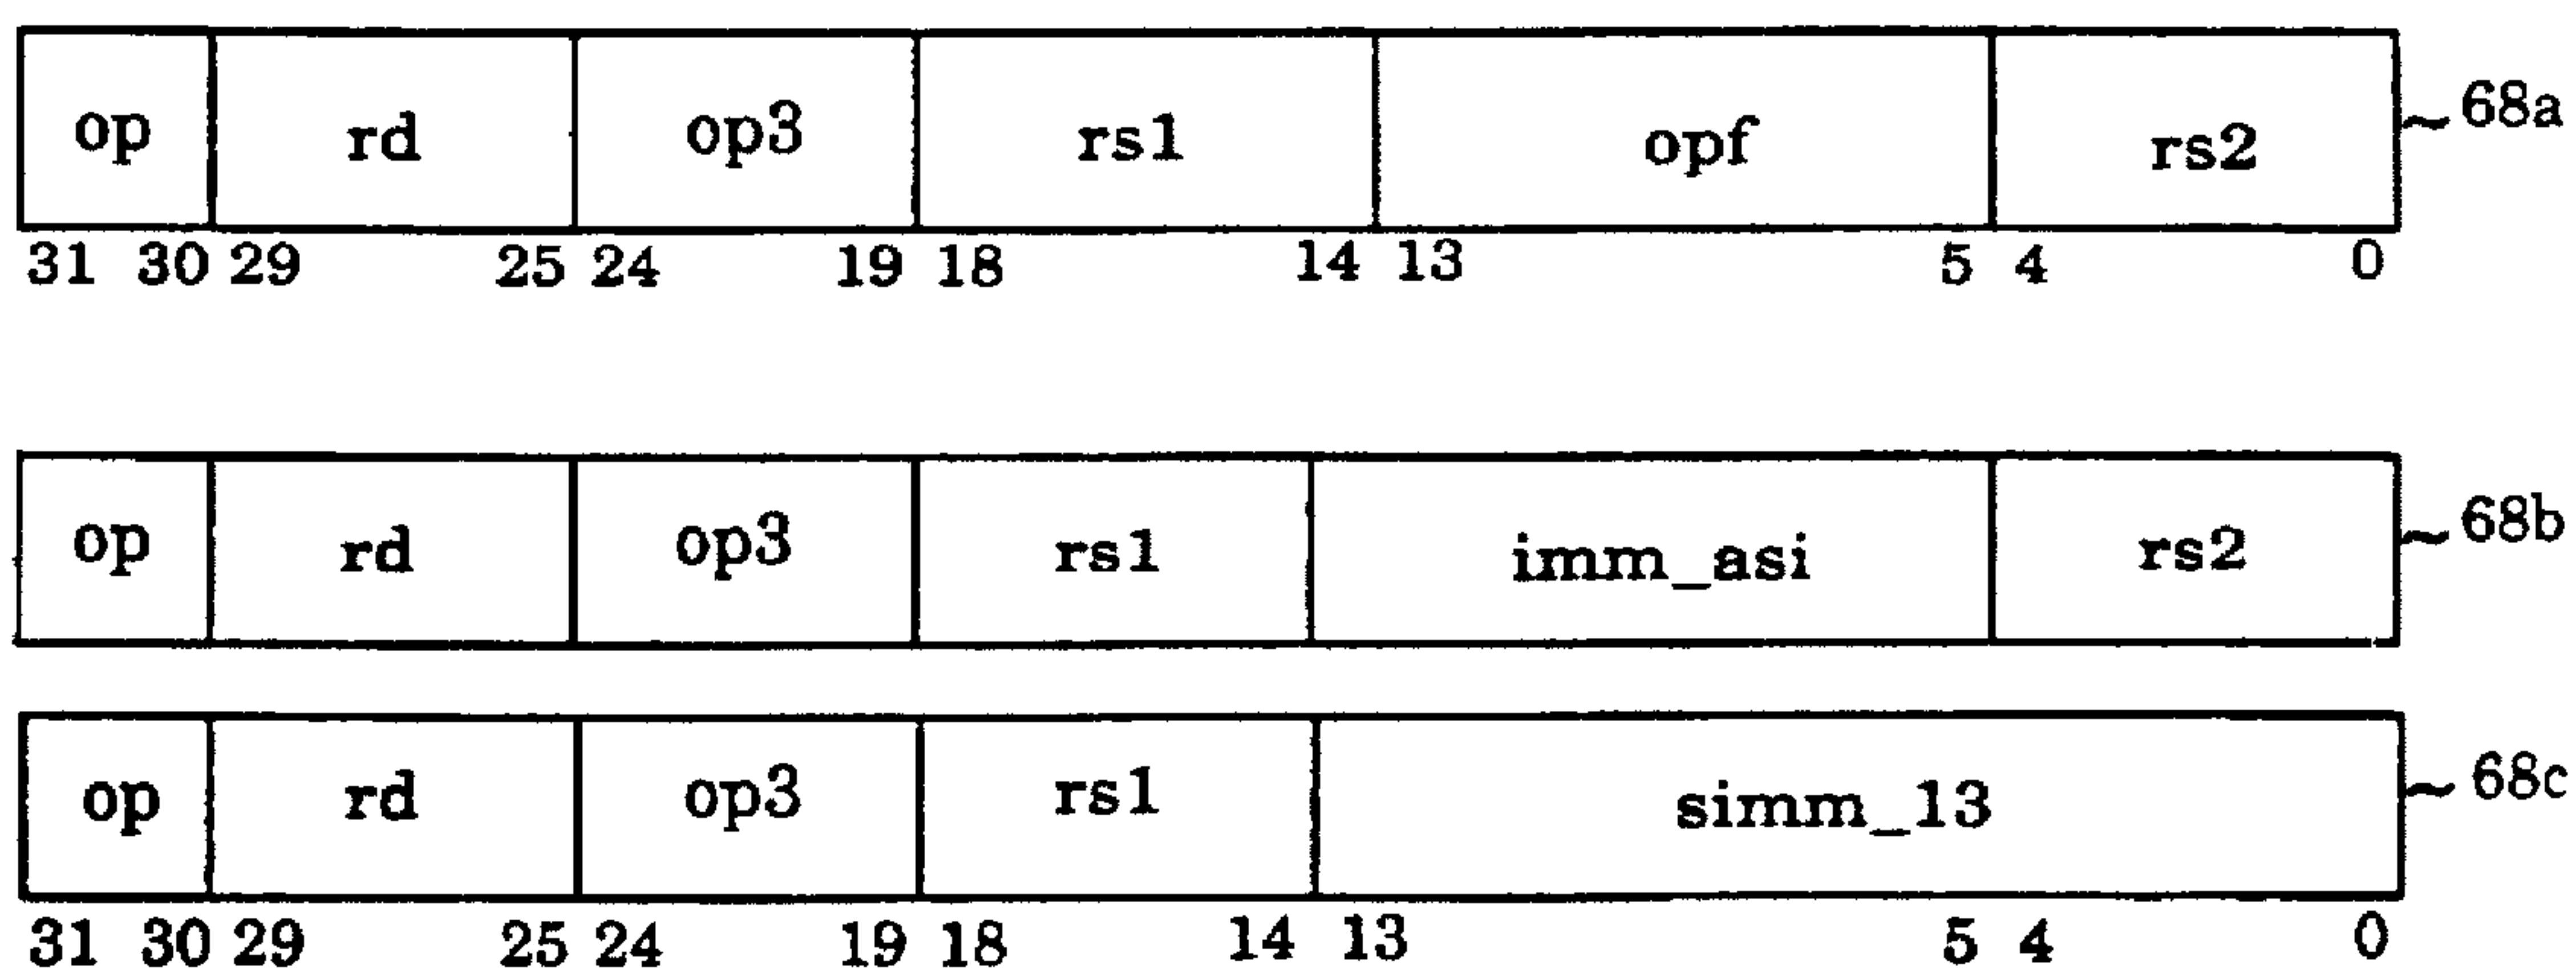 op rd op3 rs1 opf rs2 ~68a
31 30 29 25 24 19 18 14 13 5 4 0
op rd op3 rs1 imm_asi rs2 ~68b
op rd op3 rs1 simm_13 ~68c
31 30 29 25 24 19 18 14 13 5 4 0